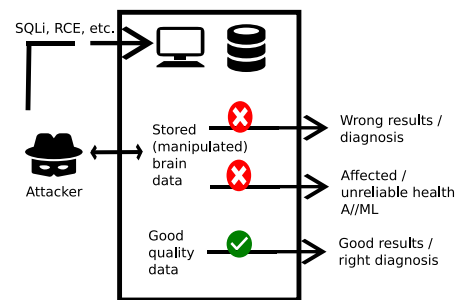 SQLi, RCE, etc.
Attacker
Stored
(manipulated)
brain
data
Wrong results /
diagnosis
Affected /
unreliable health
A//ML
Good
quality
data
Good results /
right diagnosis